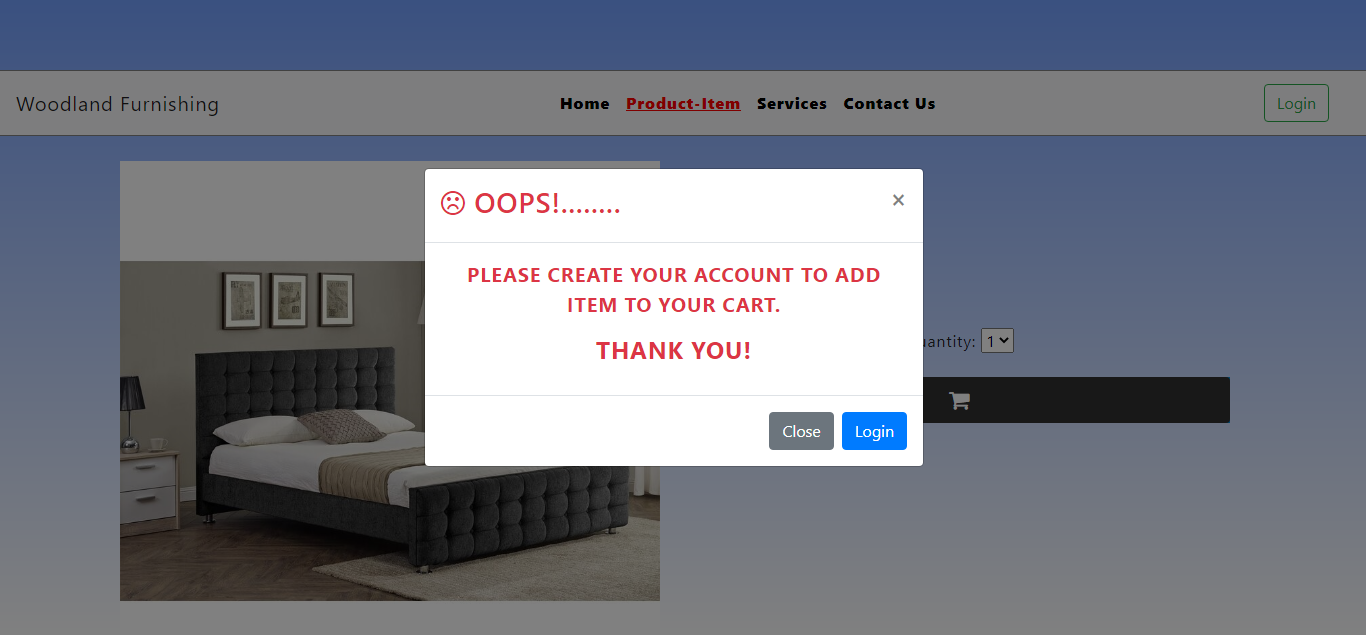 Woodland Furnishing
Home Product-Item Services Contact Us
Login
OOPS!........
×
PLEASE CREATE YOUR ACCOUNT TO ADD
ITEM TO YOUR CART.
THANK YOU!
1
Close
Login